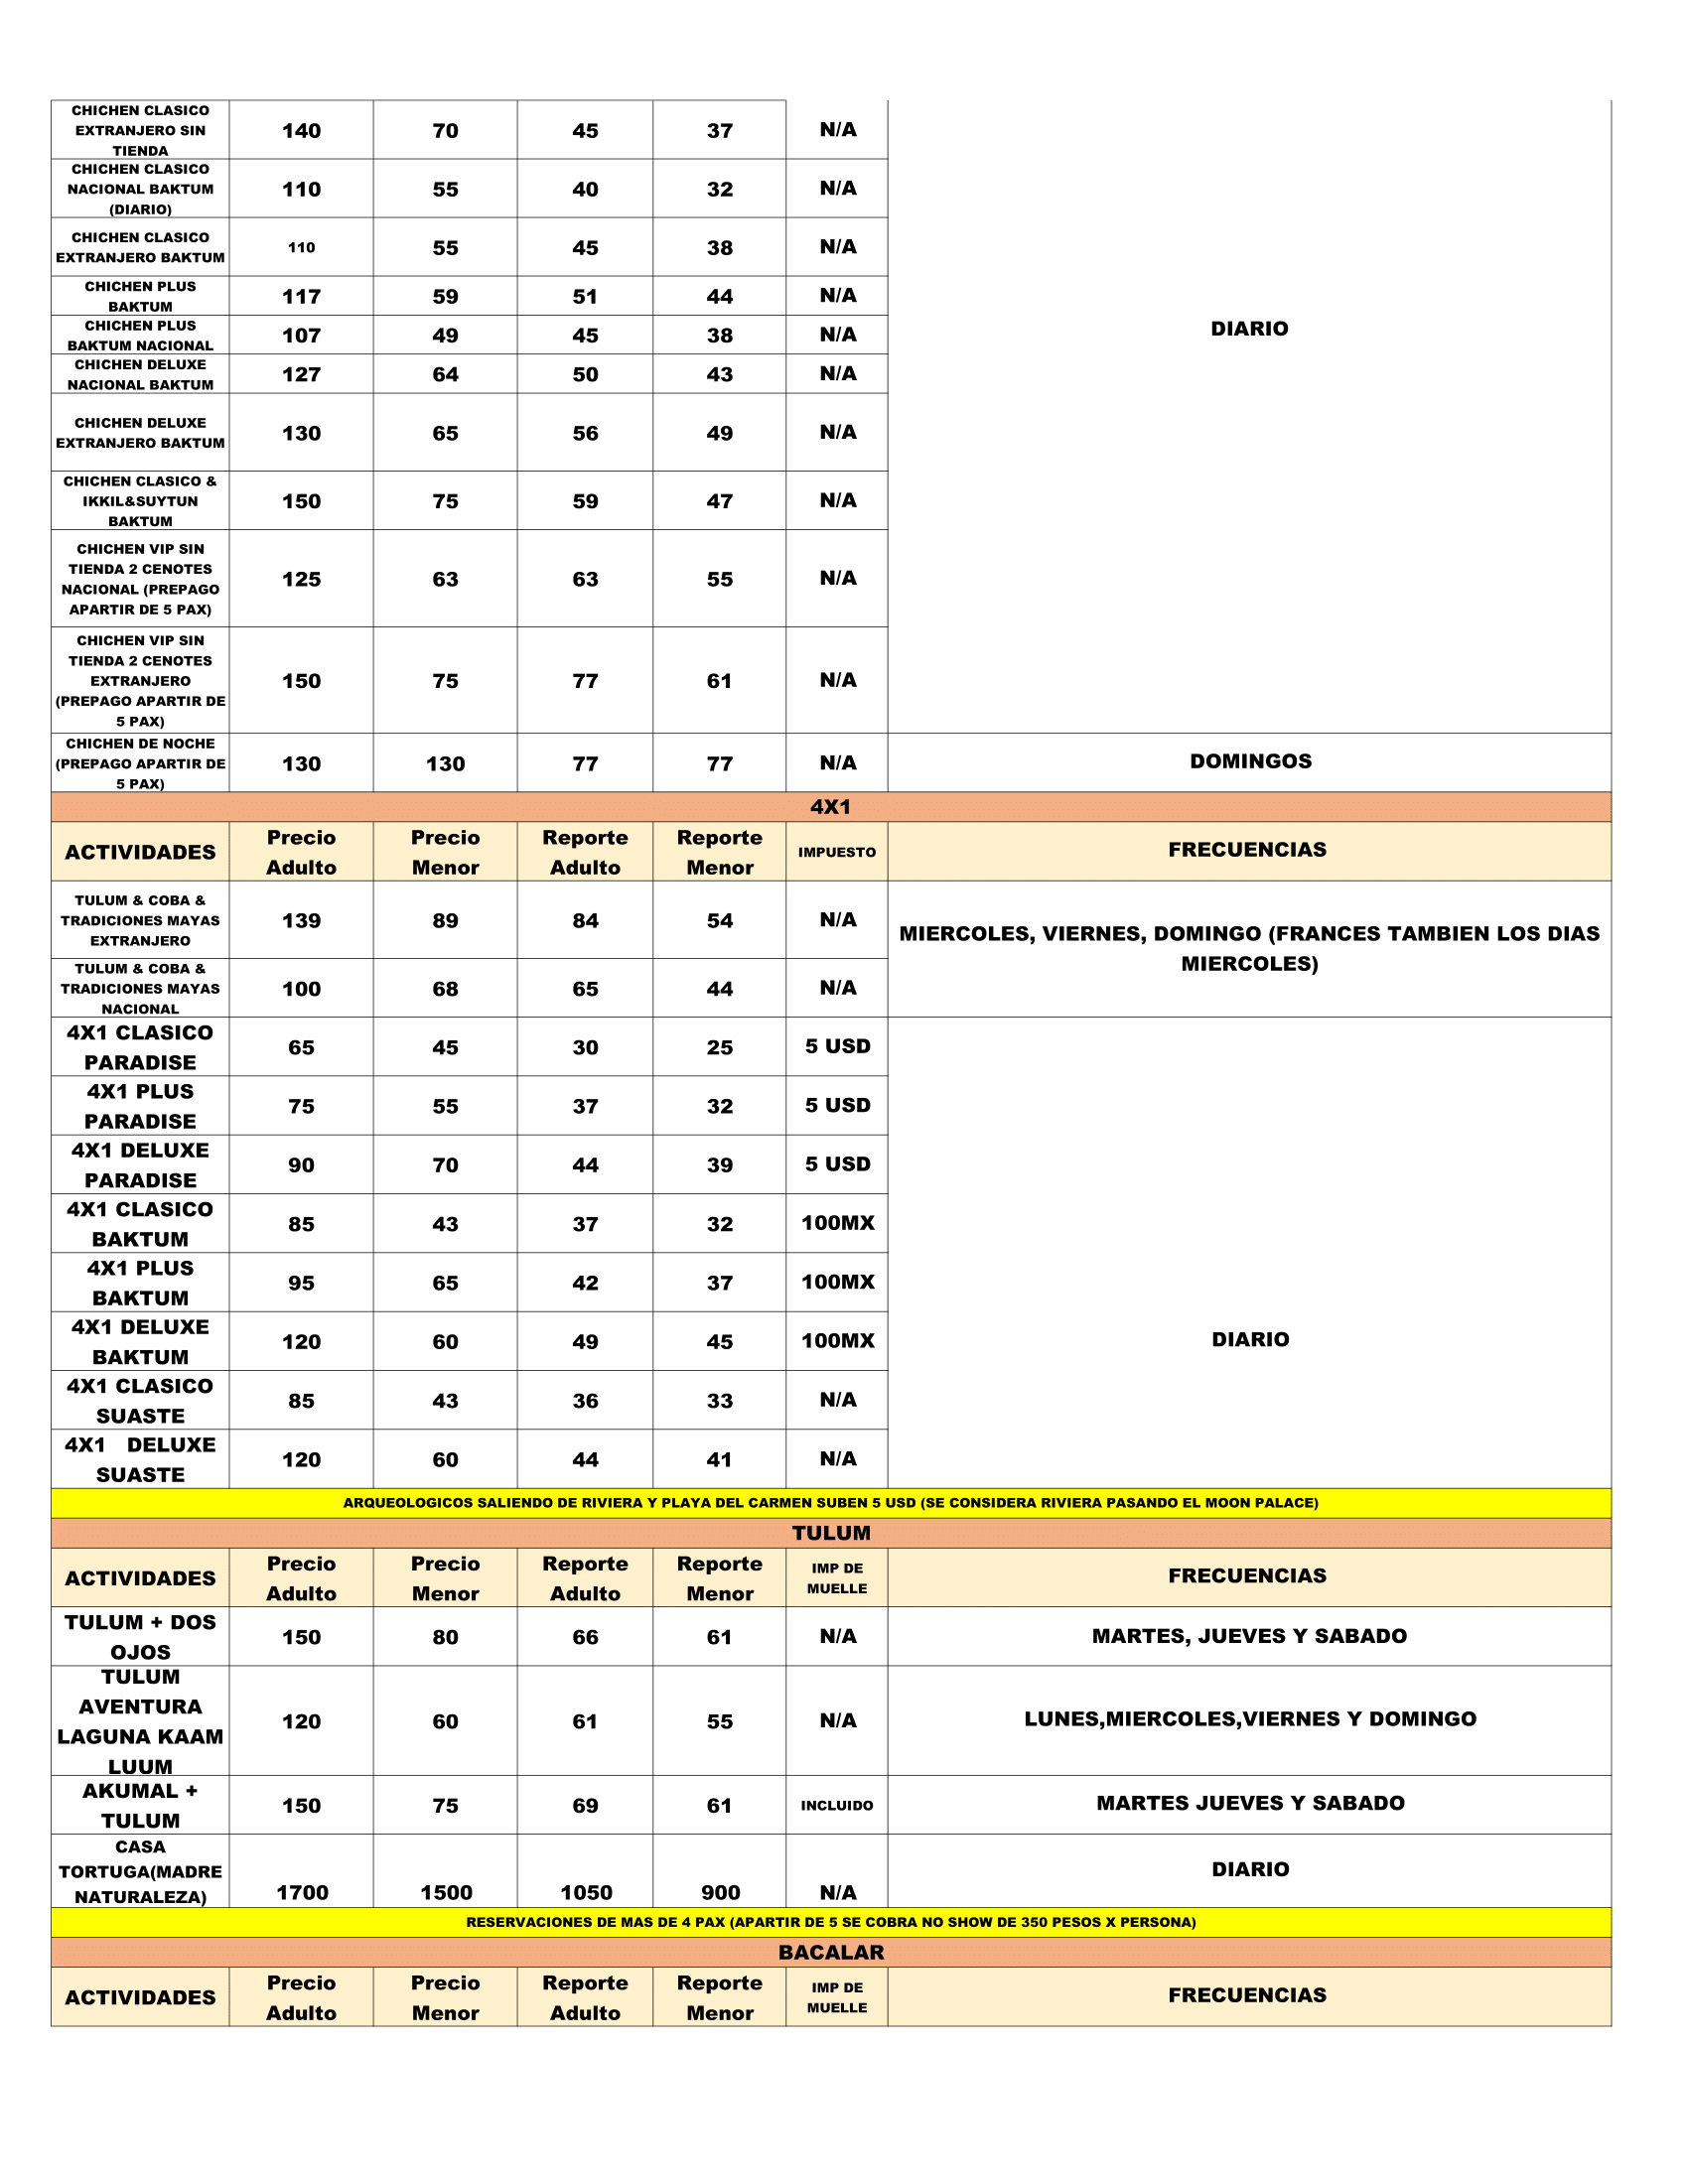 CHICHEN CLASICO
EXTRANJERO SIN
TIENDA
140
70
45
37
N/A
CHICHEN CLASICO
NACIONAL BAKTUM
(DIARIO)
110
55
40
32
N/A
CHICHEN CLASICO
EXTRANJERO BAKTUM
110
55
45
38
N/A
CHICHEN PLUS
BAKTUM
117
59
51
44
N/A
CHICHEN PLUS
BAKTUM NACIONAL
107
49
45
38
N/A
CHICHEN DELUXE
NACIONAL BAKTUM
127
64
50
43
N/A
CHICHEN DELUXE
EXTRANJERO BAKTUM
130
65
56
49
N/A
CHICHEN CLASICO &
IKKIL&SUYTUN
BAKTUM
150
75
59
47
N/A
CHICHEN VIP SIN
TIENDA 2 CENOTES
NACIONAL (PREPAGO
APARTIR DE 5 PAX)
125
63
63
55
N/A
CHICHEN VIP SIN
TIENDA 2 CENOTES
EXTRANJERO
(PREPAGO APARTIR DE
5 PAX)
150
75
77
61
N/A
DIARIO
CHICHEN DE NOCHE
(PREPAGO APARTIR DE
5 PAX)
130
130
77
77
N/A
DOMINGOS
4X1
ACTIVIDADES
Precio
Adulto
Precio
Menor
Reporte
Adulto
Reporte
Menor
IMPUESTO
FRECUENCIAS
TULUM & COBA &
TRADICIONES MAYAS
EXTRANJERO
139
89
84
54
N/A
TULUM & COBA &
TRADICIONES MAYAS
NACIONAL
100
68
65
44
N/A
MIERCOLES, VIERNES, DOMINGO (FRANCES TAMBIEN LOS DIAS
MIERCOLES)
4X1 CLASICO
PARADISE
65
45
30
25
5 USD
4X1 PLUS
PARADISE
75
55
37
32
5 USD
4X1 DELUXE
PARADISE
90
70
44
39
5 USD
4X1 CLASICO
BAKTUM
85
43
37
32
100MX
4X1 PLUS
BAKTUM
95
65
42
37
100MX
4X1 DELUXE
BAKTUM
120
60
49
45
100MX
4X1 CLASICO
SUASTE
85
43
36
33
N/A
4X1 DELUXE
SUASTE
120
60
44
41
N/A
DIARIO
ARQUEOLOGICOS SALIENDO DE RIVIERA Y PLAYA DEL CARMEN SUBEN 5 USD (SE CONSIDERA RIVIERA PASANDO EL MOON PALACE)
TULUM
ACTIVIDADES
Precio
Adulto
Precio
Menor
Reporte
Adulto
Reporte
Menor
IMP DE
MUELLE
FRECUENCIAS
TULUM + DOS
OJOS
150
80
66
61
N/A
MARTES, JUEVES Y SABADO
TULUM
AVENTURA
LAGUNA KAAM
LUUM
120
60
61
55
N/A
LUNES,MIERCOLES,VIERNES Y DOMINGO
AKUMAL +
TULUM
150
75
69
61
INCLUIDO
MARTES JUEVES Y SABADO
CASA
TORTUGA(MADRE
NATURALEZA)
1700
1500
1050
900
N/A
DIARIO
RESERVACIONES DE MAS DE 4 PAX (APARTIR DE 5 SE COBRA NO SHOW DE 350 PESOS X PERSONA)
BACALAR
ACTIVIDADES
Precio
Adulto
Precio
Menor
Reporte
Adulto
Reporte
Menor
IMP DE
MUELLE
FRECUENCIAS